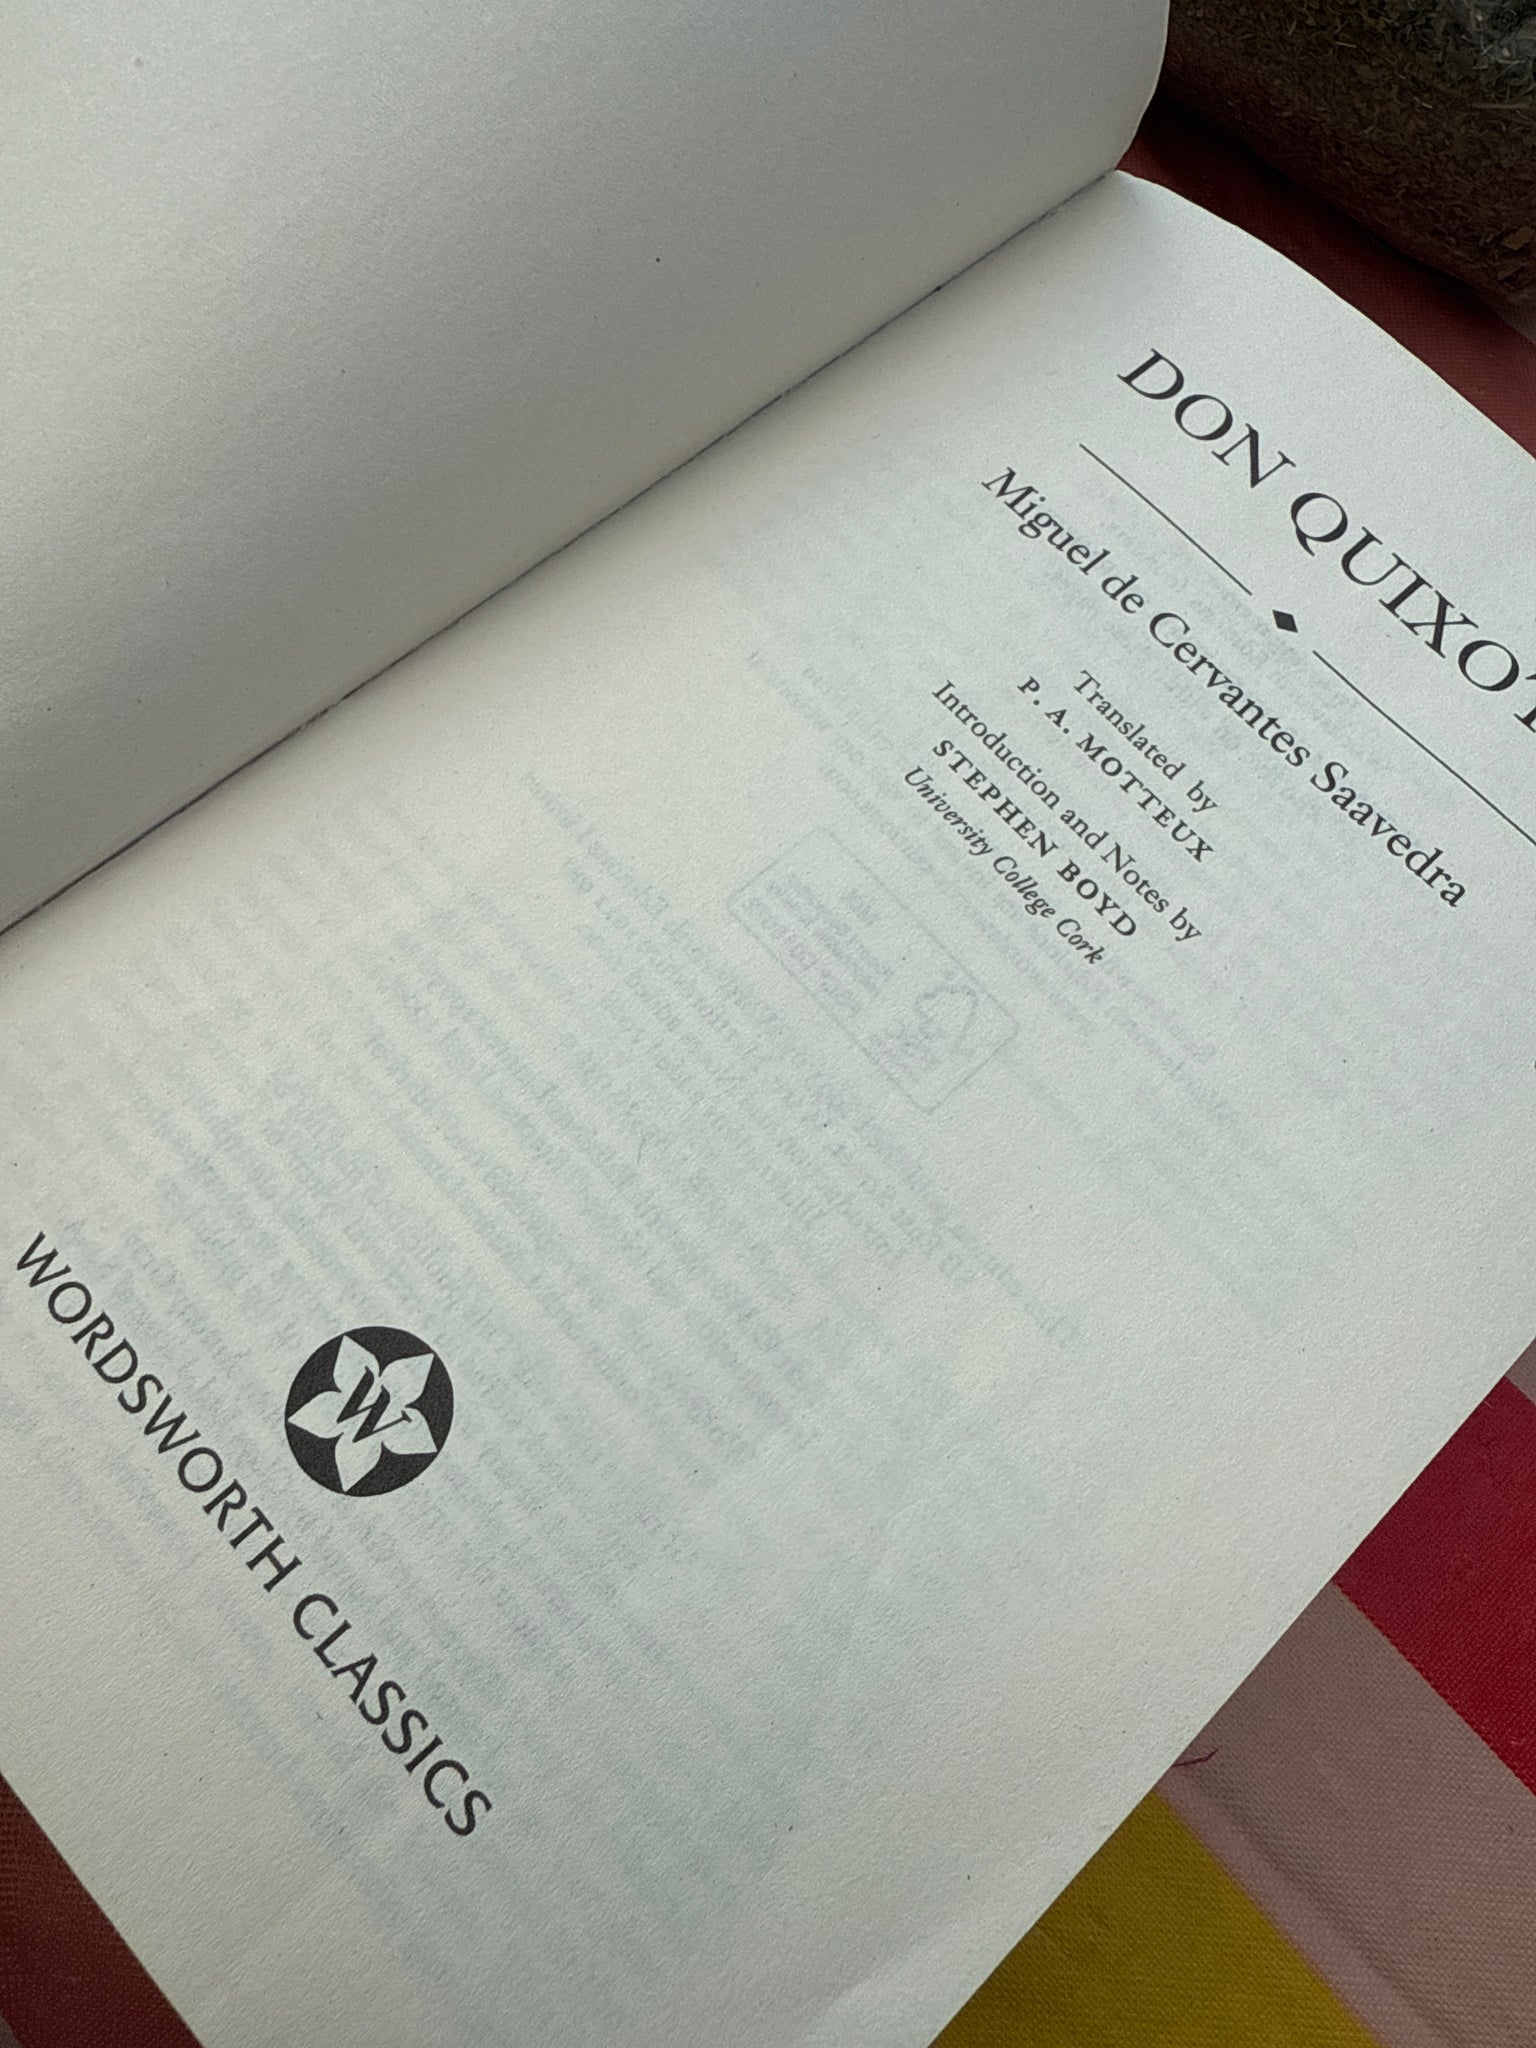 DON QUIXOT
Miguel de Cervantes Saavedra
Translated by
P. A. MOTTEUX
Introduction and Notes by
STEPHEN BOYD
University College Cork
W
WORDSWORTH CLASSICS